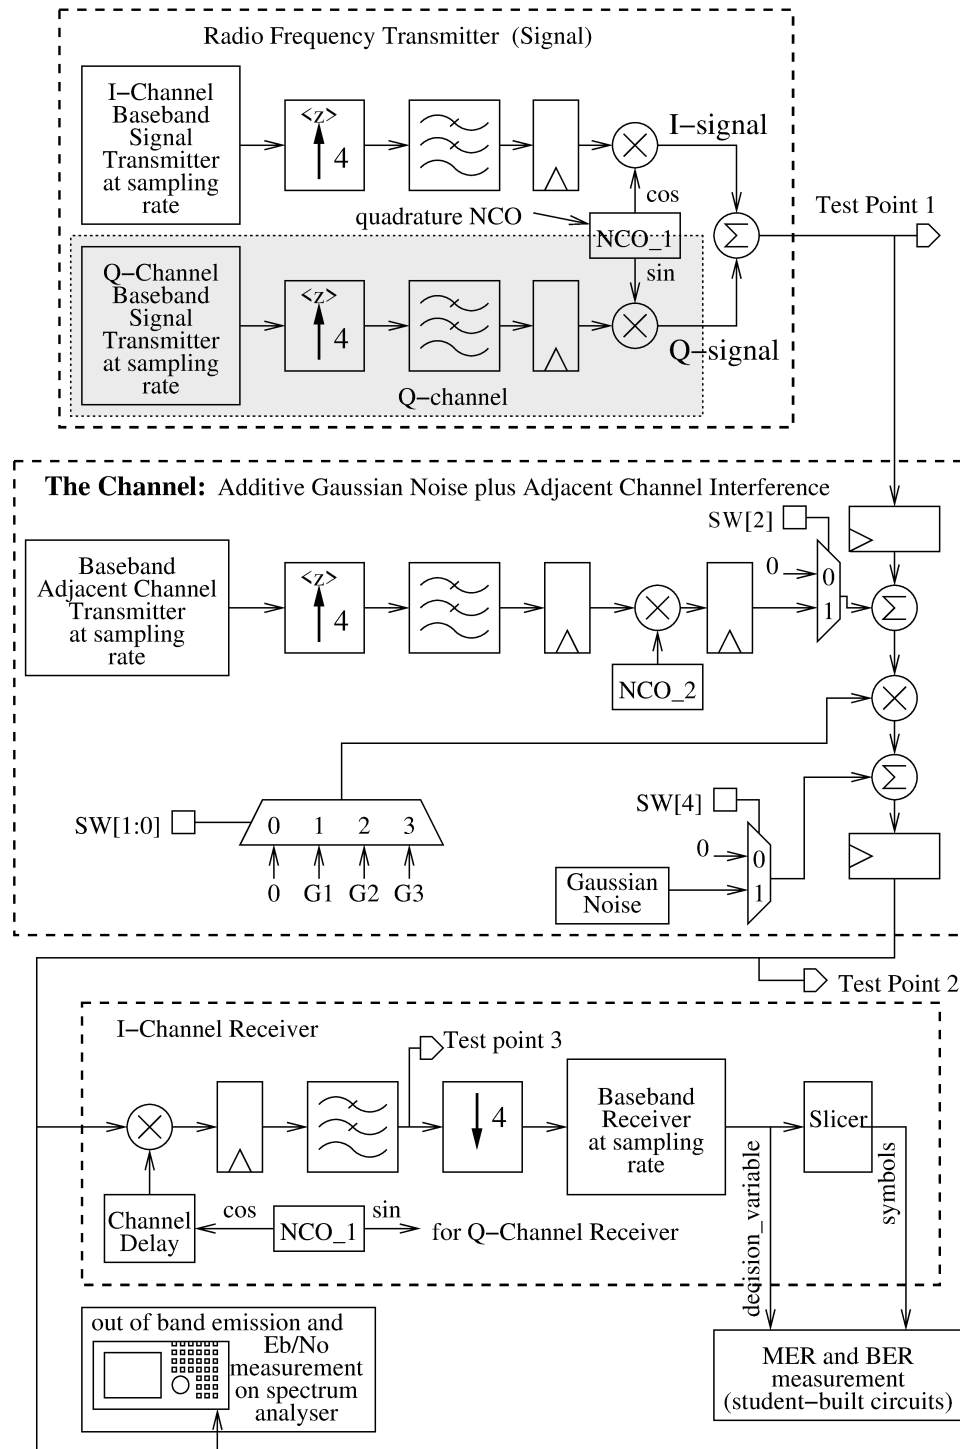 Radio Frequency Transmitter (Signal)
I−Channel
Baseband
Signal
Transmitter
at sampling
rate
<z>
4
I−signal
cos
quadrature NCO
NCO_1
Test Point 1
Σ
sin
Q−Channel
Baseband
Signal
Transmitter
at sampling
rate
<z>
4
Q−signal
Q−channel
The Channel: Additive Gaussian Noise plus Adjacent Channel Interference
SW[2]
Baseband
Adjacent Channel
Transmitter
at sampling
rate
<z>
4
NCO_2
0
0
1
Σ
Σ
SW[1:0]
0 1 2 3
0 G1 G2 G3
SW[4]
0
0
1
Gaussian
Noise
Test Point 2
I−Channel Receiver
Test point 3
4
Baseband
Receiver
at sampling
rate
Slicer
decision_variable
symbols
Channel
Delay
cos
NCO_1
sin
for Q−Channel Receiver
out of band emission and
Eb/No
measurement
on spectrum
analyser
MER and BER
measurement
(student−built circuits)